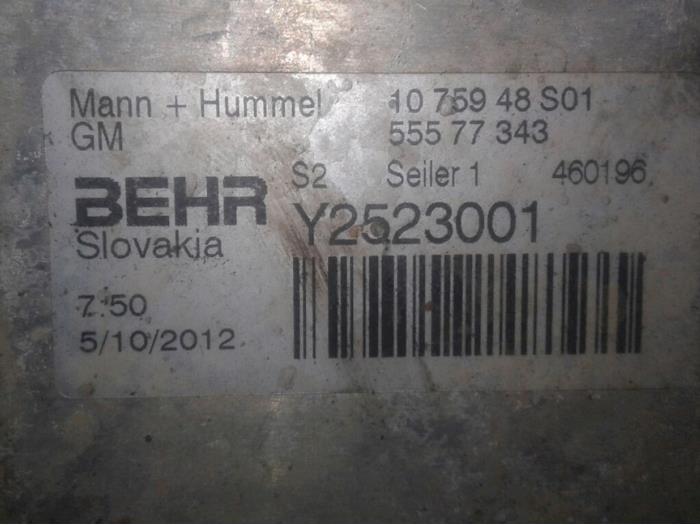 Mann + Hummel 10 759 48 S01
GM 555 77 343
S2 Seiler 1 460196
BEHR Y2523001
Slovakia
7:50
5/10/2012